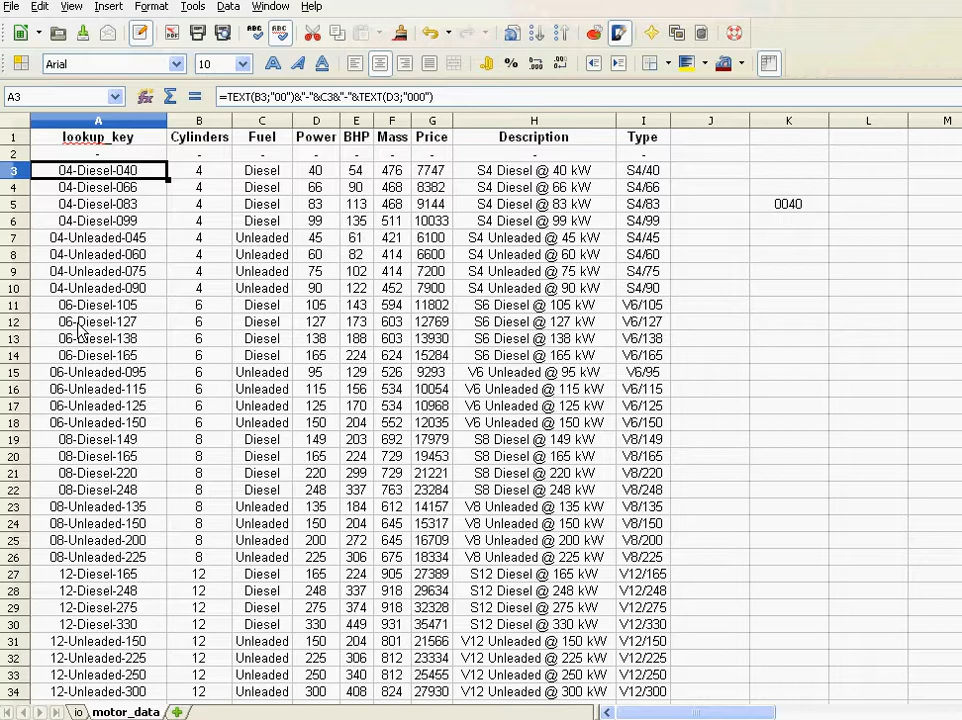 File Edit View Insert Format Tools Data Window Help
Arial 10
A3 =TEXT(B3;"00")&"-"&C3&"-"&TEXT(D3;"000")
A B C D E F G H I J K L M
1 lookup_key Cylinders Fuel Power BHP Mass Price Description Type
2 - - - - - - - - -
3 04-Diesel-040 4 Diesel 40 54 476 7747 S4 Diesel @ 40 kW S4/40
4 04-Diesel-066 4 Diesel 66 90 468 8382 S4 Diesel @ 66 kW S4/66
5 04-Diesel-083 4 Diesel 83 113 468 9144 S4 Diesel @ 83 kW S4/83 0040
6 04-Diesel-099 4 Diesel 99 135 511 10033 S4 Diesel @ 99 kW S4/99
7 04-Unleaded-045 4 Unleaded 45 61 421 6100 S4 Unleaded @ 45 kW S4/45
8 04-Unleaded-060 4 Unleaded 60 82 414 6600 S4 Unleaded @ 60 kW S4/60
9 04-Unleaded-075 4 Unleaded 75 102 414 7200 S4 Unleaded @ 75 kW S4/75
10 04-Unleaded-090 4 Unleaded 90 122 452 7900 S4 Unleaded @ 90 kW S4/90
11 06-Diesel-105 6 Diesel 105 143 594 11802 S6 Diesel @ 105 kW V6/105
12 06-Diesel-127 6 Diesel 127 173 603 12769 S6 Diesel @ 127 kW V6/127
13 06-Diesel-138 6 Diesel 138 188 603 13930 S6 Diesel @ 138 kW V6/138
14 06-Diesel-165 6 Diesel 165 224 624 15284 S6 Diesel @ 165 kW V6/165
15 06-Unleaded-095 6 Unleaded 95 129 526 9293 V6 Unleaded @ 95 kW V6/95
16 06-Unleaded-115 6 Unleaded 115 156 534 10054 V6 Unleaded @ 115 kW V6/115
17 06-Unleaded-125 6 Unleaded 125 170 534 10968 V6 Unleaded @ 125 kW V6/125
18 06-Unleaded-150 6 Unleaded 150 204 552 12035 V6 Unleaded @ 150 kW V6/150
19 08-Diesel-149 8 Diesel 149 203 692 17979 S8 Diesel @ 149 kW V8/149
20 08-Diesel-165 8 Diesel 165 224 729 19453 S8 Diesel @ 165 kW V8/165
21 08-Diesel-220 8 Diesel 220 299 729 21221 S8 Diesel @ 220 kW V8/220
22 08-Diesel-248 8 Diesel 248 337 763 23284 S8 Diesel @ 248 kW V8/248
23 08-Unleaded-135 8 Unleaded 135 184 612 14157 V8 Unleaded @ 135 kW V8/135
24 08-Unleaded-150 8 Unleaded 150 204 645 15317 V8 Unleaded @ 150 kW V8/150
25 08-Unleaded-200 8 Unleaded 200 272 645 16709 V8 Unleaded @ 200 kW V8/200
26 08-Unleaded-225 8 Unleaded 225 306 675 18334 V8 Unleaded @ 225 kW V8/225
27 12-Diesel-165 12 Diesel 165 224 905 27389 S12 Diesel @ 165 kW V12/165
28 12-Diesel-248 12 Diesel 248 337 918 29634 S12 Diesel @ 248 kW V12/248
29 12-Diesel-275 12 Diesel 275 374 918 32328 S12 Diesel @ 275 kW V12/275
30 12-Diesel-330 12 Diesel 330 449 931 35471 S12 Diesel @ 330 kW V12/330
31 12-Unleaded-150 12 Unleaded 150 204 801 21566 V12 Unleaded @ 150 kW V12/150
32 12-Unleaded-225 12 Unleaded 225 306 812 23334 V12 Unleaded @ 225 kW V12/225
33 12-Unleaded-250 12 Unleaded 250 340 812 25455 V12 Unleaded @ 250 kW V12/250
34 12-Unleaded-300 12 Unleaded 300 408 824 27930 V12 Unleaded @ 300 kW V12/300
io motor_data